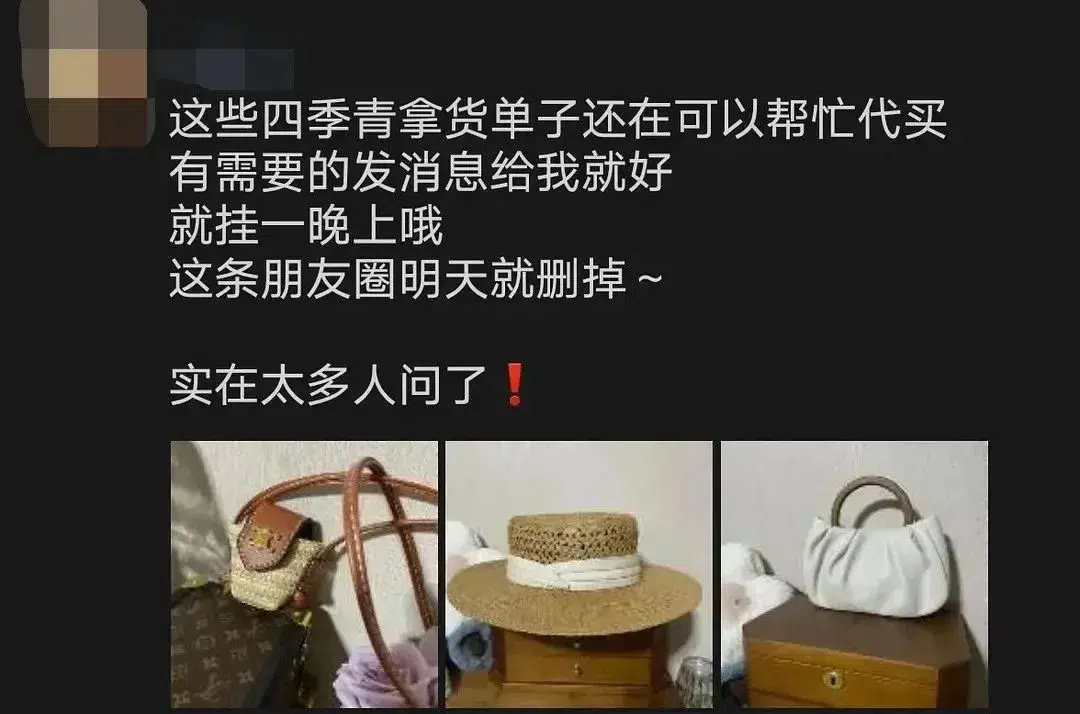 这些四季青拿货单子还在可以帮忙代买
有需要的发消息给我就好
就挂一晚上哦
这条朋友圈明天就删掉～
实在太多人问了❗